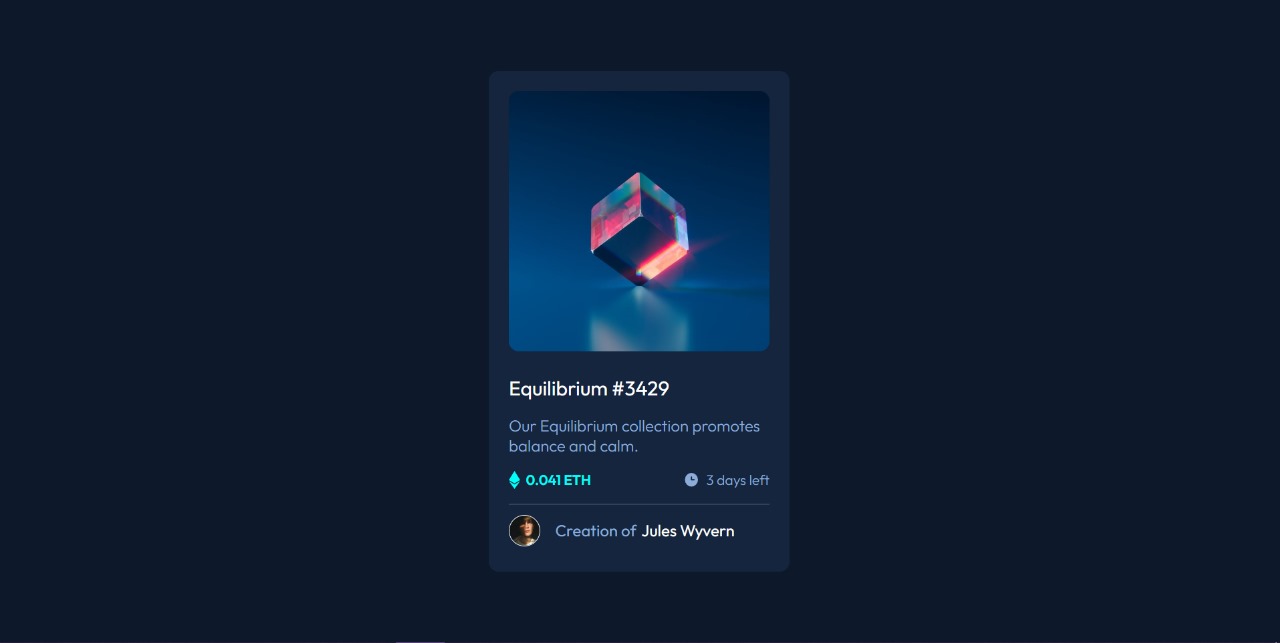 Equilibrium #3429
Our Equilibrium collection promotes
balance and calm.
0.041 ETH 3 days left
Creation of Jules Wyvern